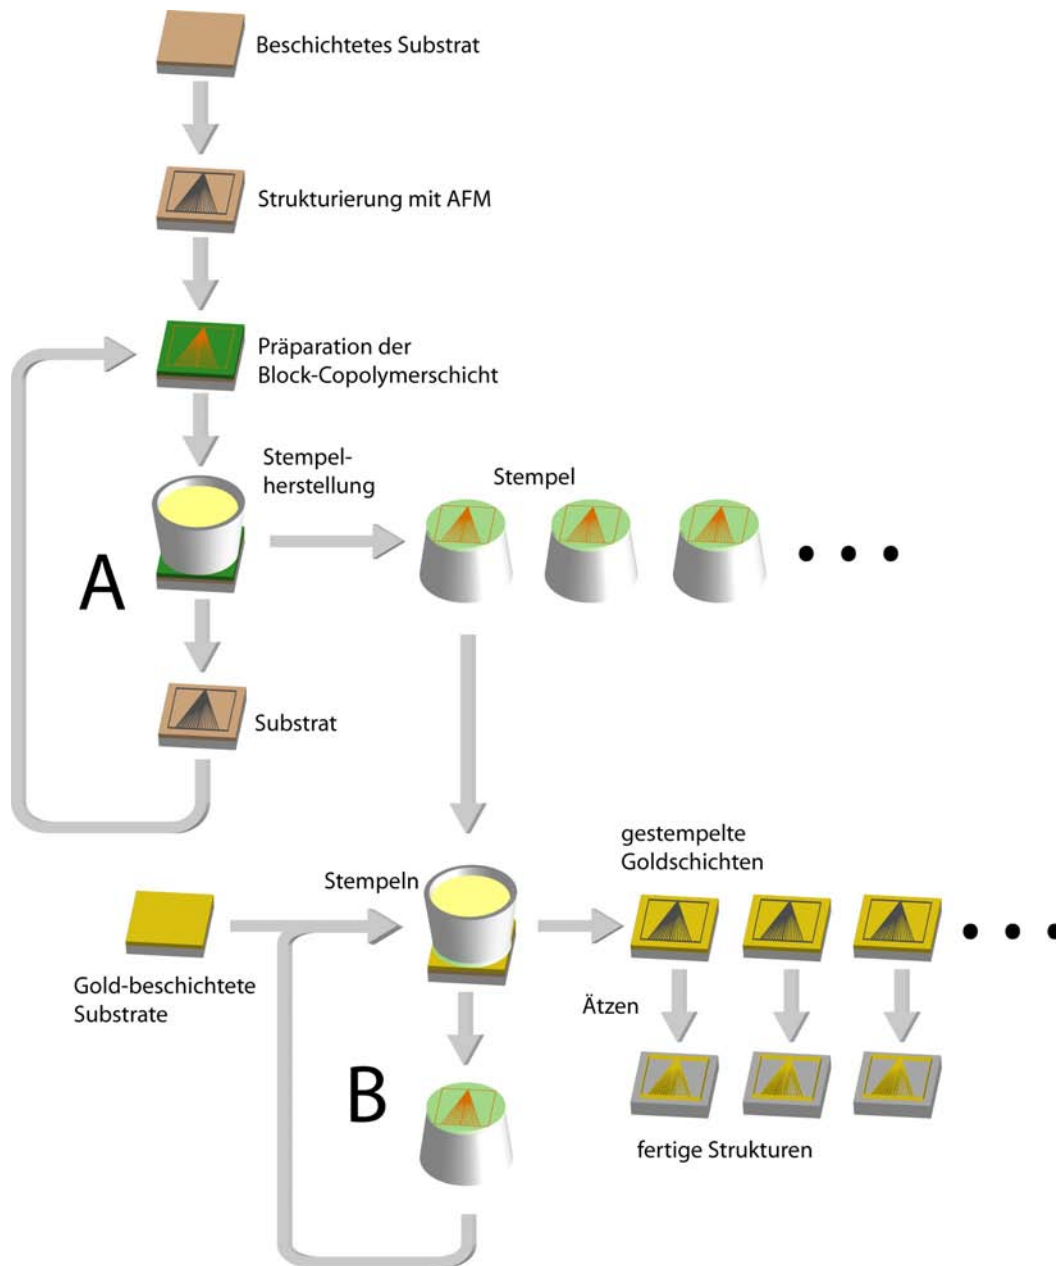 Beschichtetes Substrat
Strukturierung mit AFM
Präparation der
Block-Copolymerschicht
Stempel-
herstellung
Stempel
A
Substrat
gestempelte
Goldschichten
Stempeln
Gold-beschichtete
Substrate
Ätzen
B
fertige Strukturen